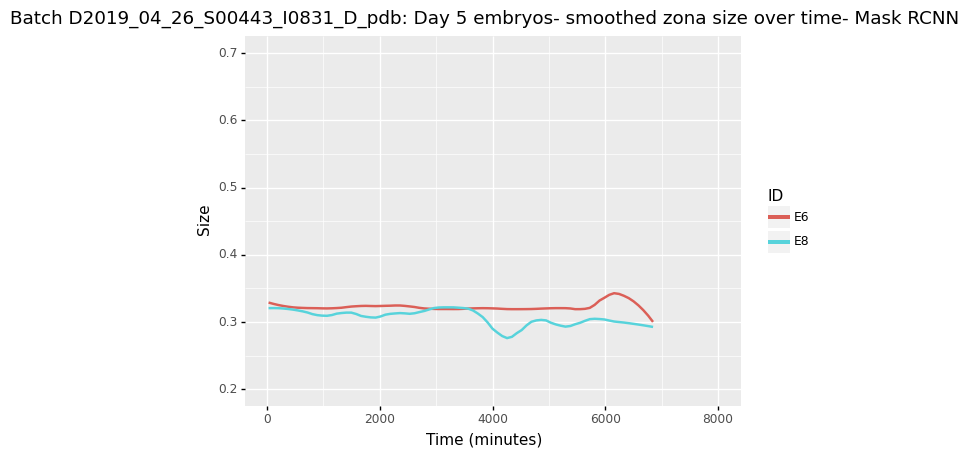 Batch D2019_04_26_S00443_I0831_D_pdb: Day 5 embryos- smoothed zona size over time- Mask RCNN
0.7
0.6
0.5
0.4
0.3
0.2
Size
0 2000 4000 6000 8000
Time (minutes)
ID
E6
E8